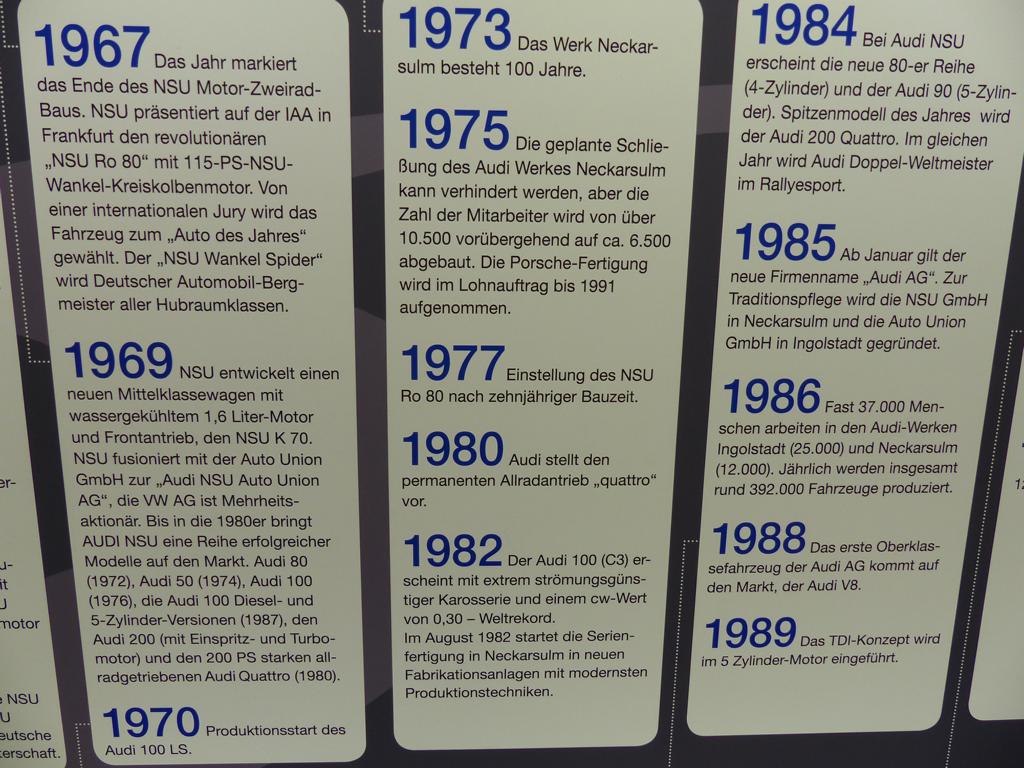 1967 Das Jahr markiert
das Ende des NSU Motor-Zweirad-
Baus. NSU präsentiert auf der IAA in
Frankfurt den revolutionären
„NSU Ro 80“ mit 115-PS-NSU-
Wankel-Kreiskolbenmotor. Von
einer internationalen Jury wird das
Fahrzeug zum „Auto des Jahres“
gewählt. Der „NSU Wankel Spider“
wird Deutscher Automobil-Berg-
meister aller Hubraumklassen.
1969 NSU entwickelt einen
neuen Mittelklassewagen mit
wassergekühltem 1,6 Liter-Motor
und Frontantrieb, den NSU K 70.
NSU fusioniert mit der Auto Union
GmbH zur „Audi NSU Auto Union
AG“, die VW AG ist Mehrheits-
aktionär. Bis in die 1980er bringt
AUDI NSU eine Reihe erfolgreicher
Modelle auf den Markt. Audi 80
(1972), Audi 50 (1974), Audi 100
(1976), die Audi 100 Diesel- und
5-Zylinder-Versionen (1987), den
Audi 200 (mit Einspritz- und Turbo-
motor) und den 200 PS starken all-
radgetriebenen Audi Quattro (1980).
1970 Produktionsstart des
Audi 100 LS.
1973 Das Werk Neckar-
sulm besteht 100 Jahre.
1975 Die geplante Schlie-
ßung des Audi Werkes Neckarsulm
kann verhindert werden, aber die
Zahl der Mitarbeiter wird von über
10.500 vorübergehend auf ca. 6.500
abgebaut. Die Porsche-Fertigung
wird im Lohnauftrag bis 1991
aufgenommen.
1977 Einstellung des NSU
Ro 80 nach zehnjähriger Bauzeit.
1980 Audi stellt den
permanenten Allradantrieb „quattro“
vor.
1982 Der Audi 100 (C3) er-
scheint mit extrem strömungsgüns-
tiger Karosserie und einem cw-Wert
von 0,30 – Weltrekord.
Im August 1982 startet die Serien-
fertigung in Neckarsulm in neuen
Fabrikationsanlagen mit modernsten
Produktionstechniken.
1984 Bei Audi NSU
erscheint die neue 80-er Reihe
(4-Zylinder) und der Audi 90 (5-Zylin-
der). Spitzenmodell des Jahres wird
der Audi 200 Quattro. Im gleichen
Jahr wird Audi Doppel-Weltmeister
im Rallyesport.
1985 Ab Januar gilt der
neue Firmenname „Audi AG“. Zur
Traditionspflege wird die NSU GmbH
in Neckarsulm und die Auto Union
GmbH in Ingolstadt gegründet.
1986 Fast 37.000 Men-
schen arbeiten in den Audi-Werken
Ingolstadt (25.000) und Neckarsulm
(12.000). Jährlich werden insgesamt
rund 392.000 Fahrzeuge produziert.
1988 Das erste Oberklas-
sefahrzeug der Audi AG kommt auf
den Markt, der Audi V8.
1989 Das TDI-Konzept wird
im 5 Zylinder-Motor eingeführt.